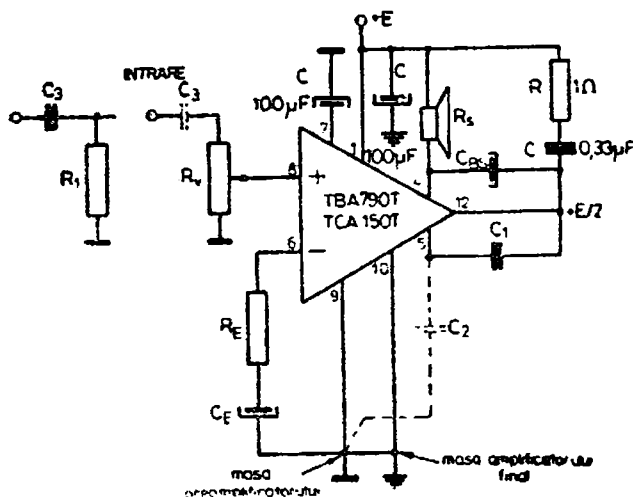 +E
INTRARE
C3
C3
C
100µF
C
100µF
Rs
R
1Ω
C
0,33µF
R1
Rv
7
1
8
+
TBA790T
TCA150T
4
12
+E/2
6
−
9
10
5
C1
RE
C2
CE
masa
masa amplificatorului
final